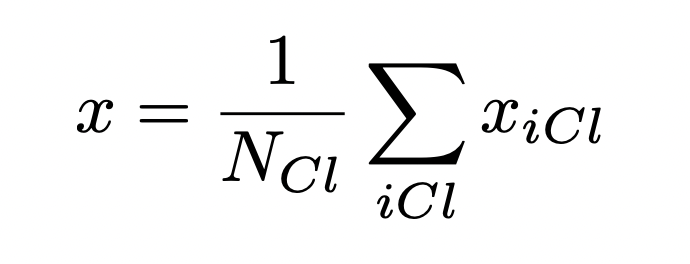 x = \frac{1}{N_{Cl}} \sum_{iCl} x_{iCl}